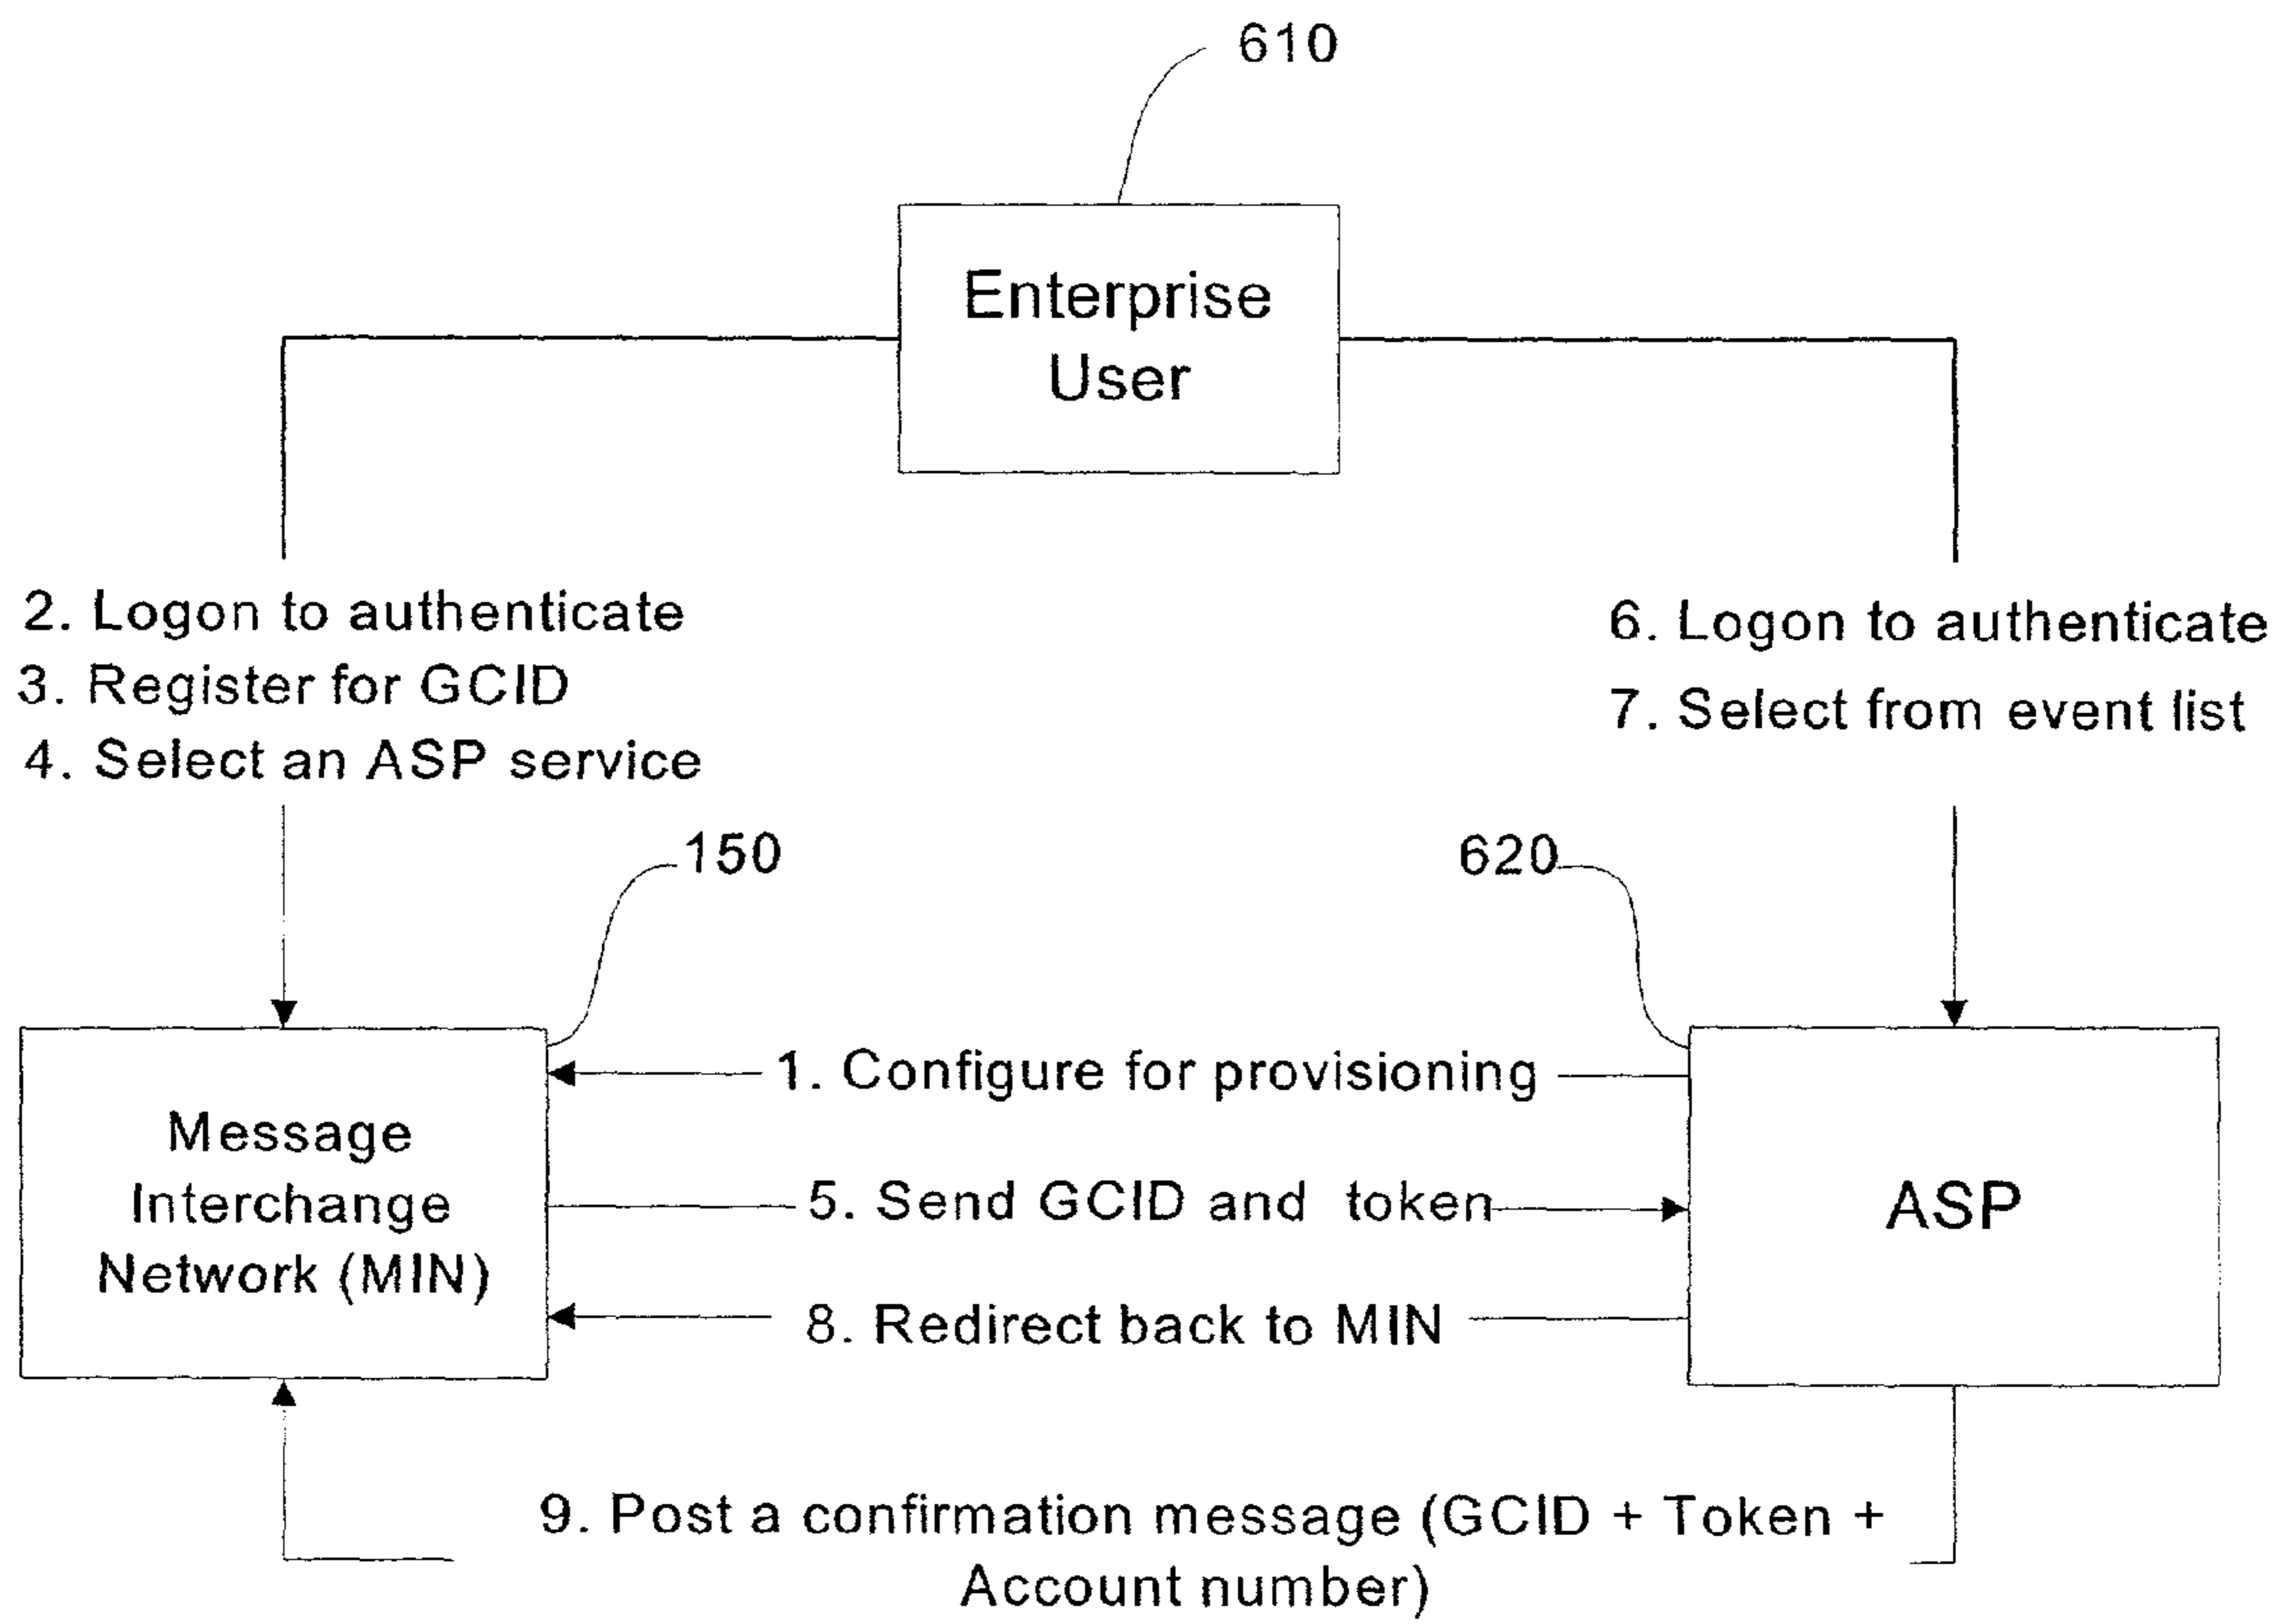 610
Enterprise
User
2. Logon to authenticate
3. Register for GCID
4. Select an ASP service
6. Logon to authenticate
7. Select from event list
150
620
Message
Interchange
Network (MIN)
1. Configure for provisioning
5. Send GCID and token
8. Redirect back to MIN
ASP
9. Post a confirmation message (GCID + Token +
Account number)